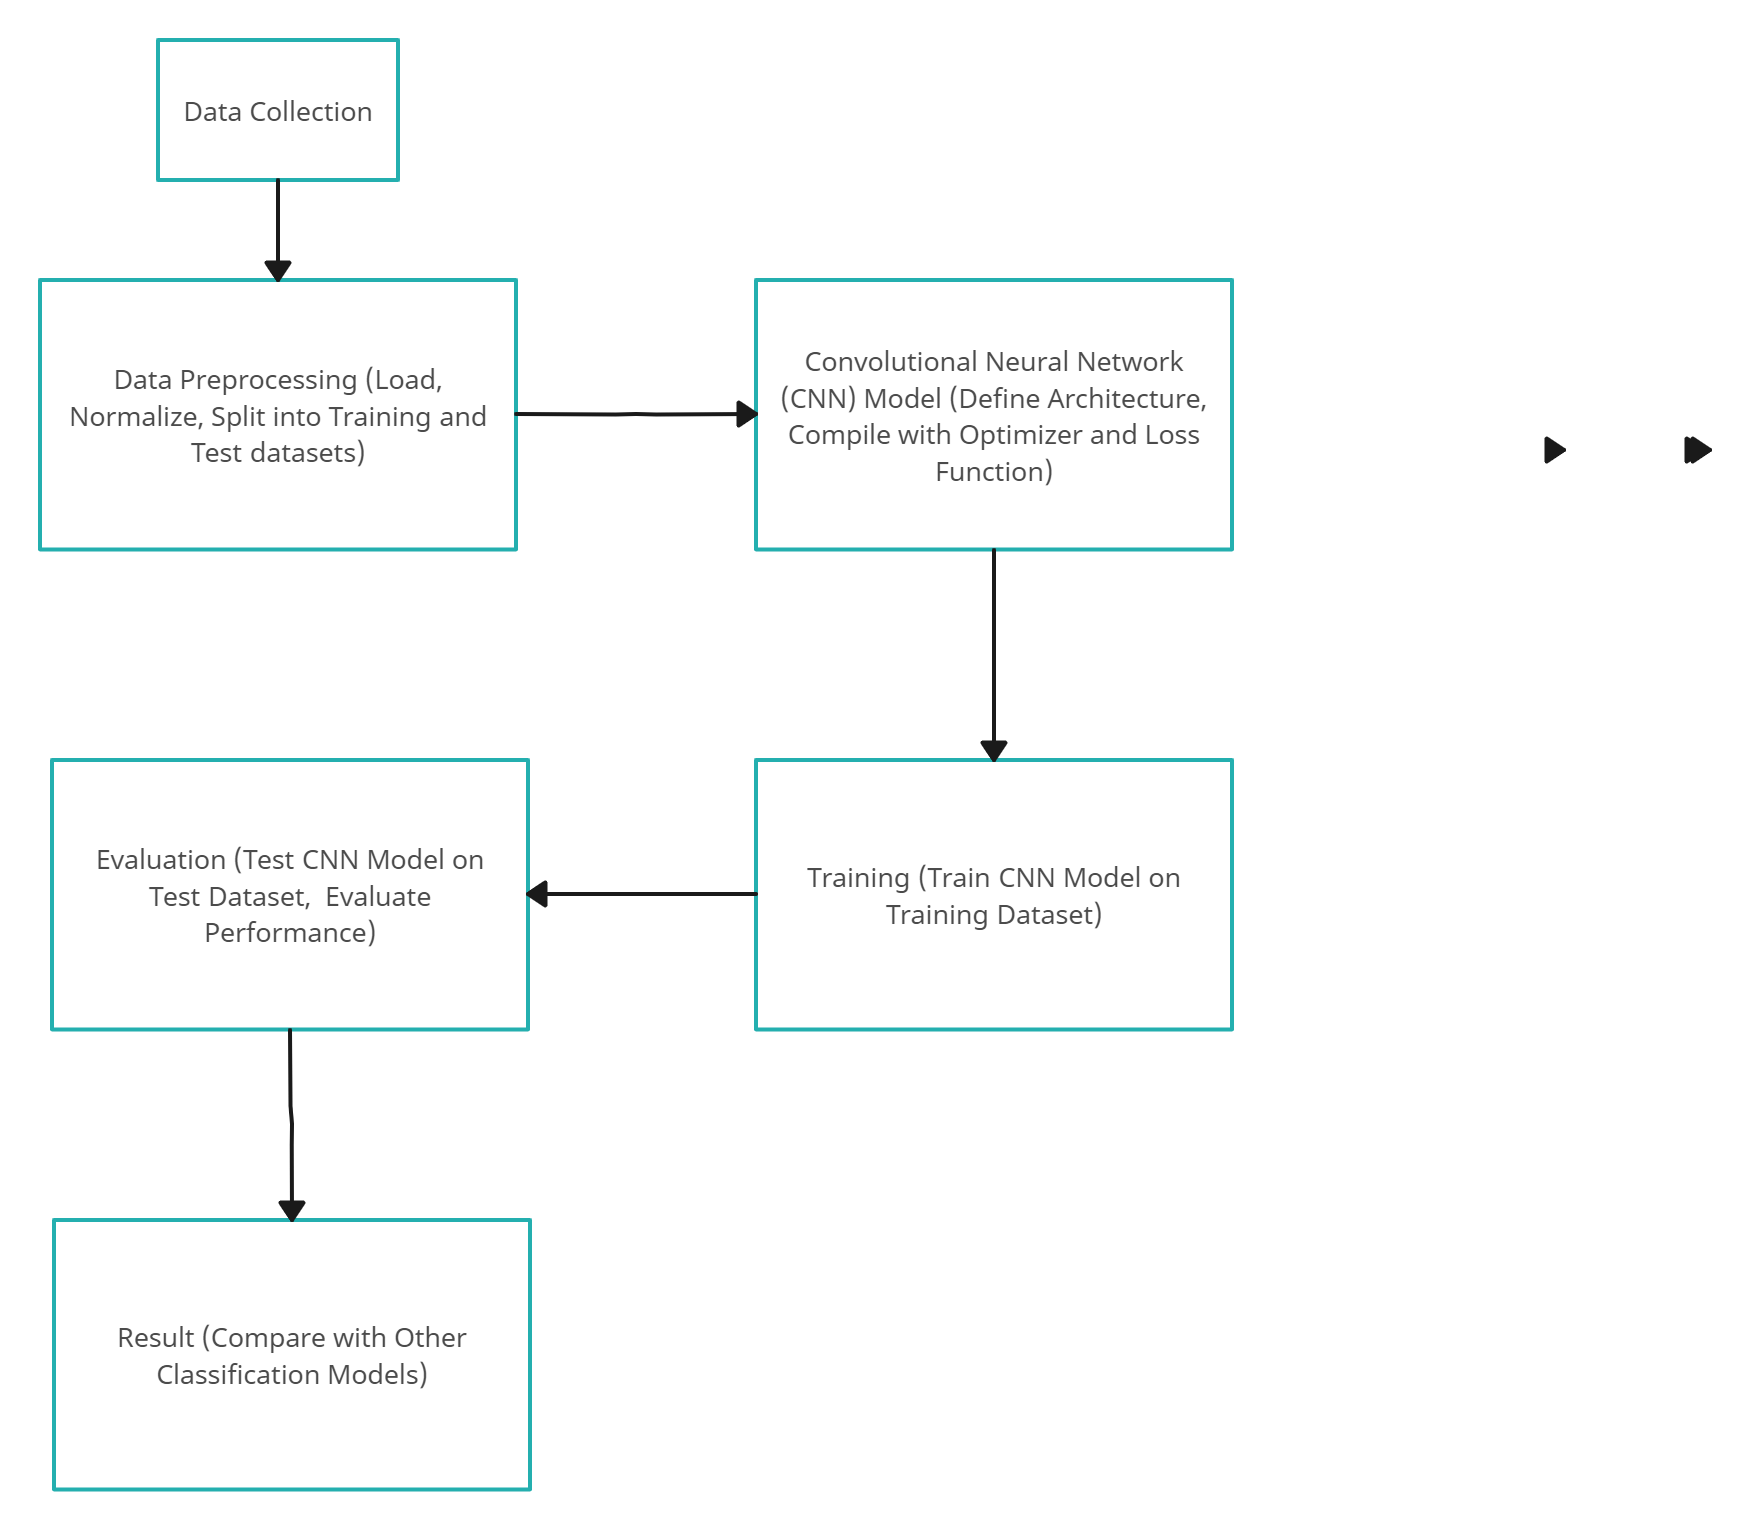 Data Collection
Data Preprocessing (Load,
Normalize, Split into Training and
Test datasets)
Convolutional Neural Network
(CNN) Model (Define Architecture,
Compile with Optimizer and Loss
Function)
Training (Train CNN Model on
Training Dataset)
Evaluation (Test CNN Model on
Test Dataset,  Evaluate
Performance)
Result (Compare with Other
Classification Models)